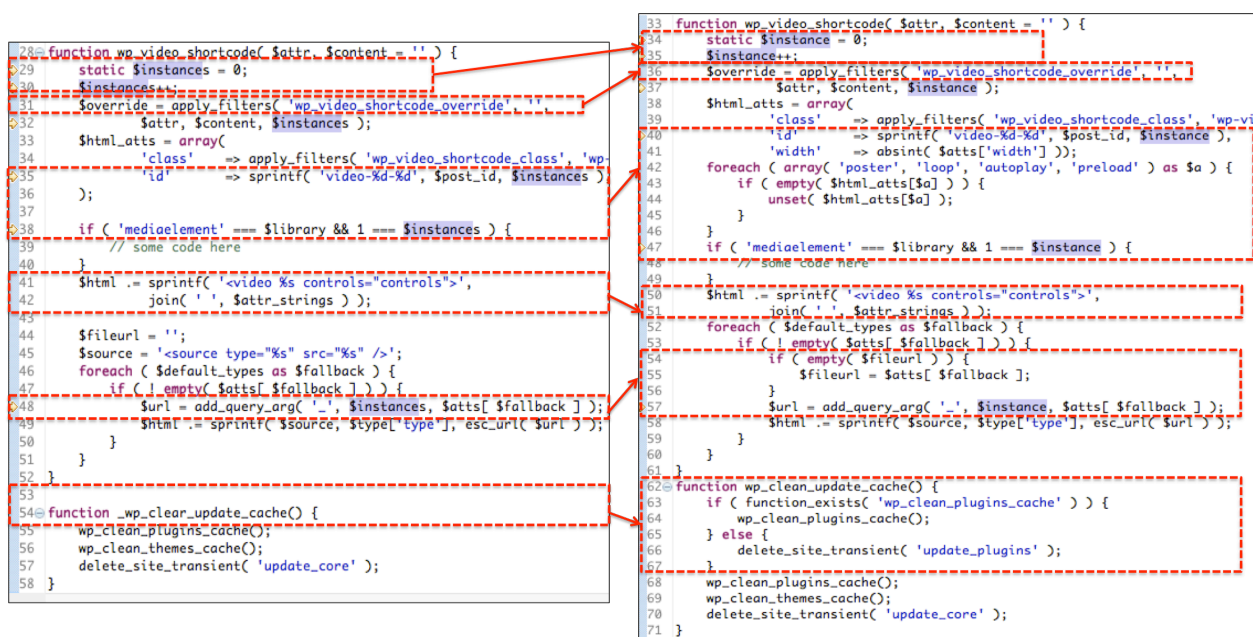 28 function wp_video_shortcode( $attr, $content = '' ) {
29 static $instances = 0;
30 $instances++;
31 $override = apply_filters( 'wp_video_shortcode_override', '',
32 $attr, $content, $instances );
33 $html_atts = array(
34 'class' => apply_filters( 'wp_video_shortcode_class', 'wp-
35 'id' => sprintf( 'video-%d-%d', $post_id, $instances )
36 );
37
38 if ( 'mediaelement' === $library && 1 === $instances ) {
39 // some code here
40 }
41 $html .= sprintf( '<video %s controls="controls">',
42 join( ' ', $attr_strings ) );
43
44 $fileurl = '';
45 $source = '<source type="%s" src="%s" />';
46 foreach ( $default_types as $fallback ) {
47 if ( ! empty( $atts[ $fallback ] ) ) {
48 $url = add_query_arg( '_', $instances, $atts[ $fallback ] );
49 $html .= sprintf( $source, $type['type'], esc_url( $url ) );
50 }
51 }
52 }
53
54 function _wp_clear_update_cache() {
55 wp_clean_plugins_cache();
56 wp_clean_themes_cache();
57 delete_site_transient( 'update_core' );
58 }
33 function wp_video_shortcode( $attr, $content = '' ) {
34 static $instance = 0;
35 $instance++;
36 $override = apply_filters( 'wp_video_shortcode_override', '',
37 $attr, $content, $instance );
38 $html_atts = array(
39 'class' => apply_filters( 'wp_video_shortcode_class', 'wp-vi
40 'id' => sprintf( 'video-%d-%d', $post_id, $instance ),
41 'width' => absint( $atts['width'] ));
42 foreach ( array( 'poster', 'loop', 'autoplay', 'preload' ) as $a ) {
43 if ( empty( $html_atts[$a] ) ) {
44 unset( $html_atts[$a] );
45 }
46 }
47 if ( 'mediaelement' === $library && 1 === $instance ) {
48 // some code here
49 }
50 $html .= sprintf( '<video %s controls="controls">',
51 join( ' ', $attr_strings ) );
52 foreach ( $default_types as $fallback ) {
53 if ( ! empty( $atts[ $fallback ] ) ) {
54 if ( empty( $fileurl ) ) {
55 $fileurl = $atts[ $fallback ];
56 }
57 $url = add_query_arg( '_', $instance, $atts[ $fallback ] );
58 $html .= sprintf( $source, $type['type'], esc_url( $url ) );
59 }
60 }
61 }
62 function wp_clean_update_cache() {
63 if ( function_exists( 'wp_clean_plugins_cache' ) ) {
64 wp_clean_plugins_cache();
65 } else {
66 delete_site_transient( 'update_plugins' );
67 }
68 wp_clean_plugins_cache();
69 wp_clean_themes_cache();
70 delete_site_transient( 'update_core' );
71 }